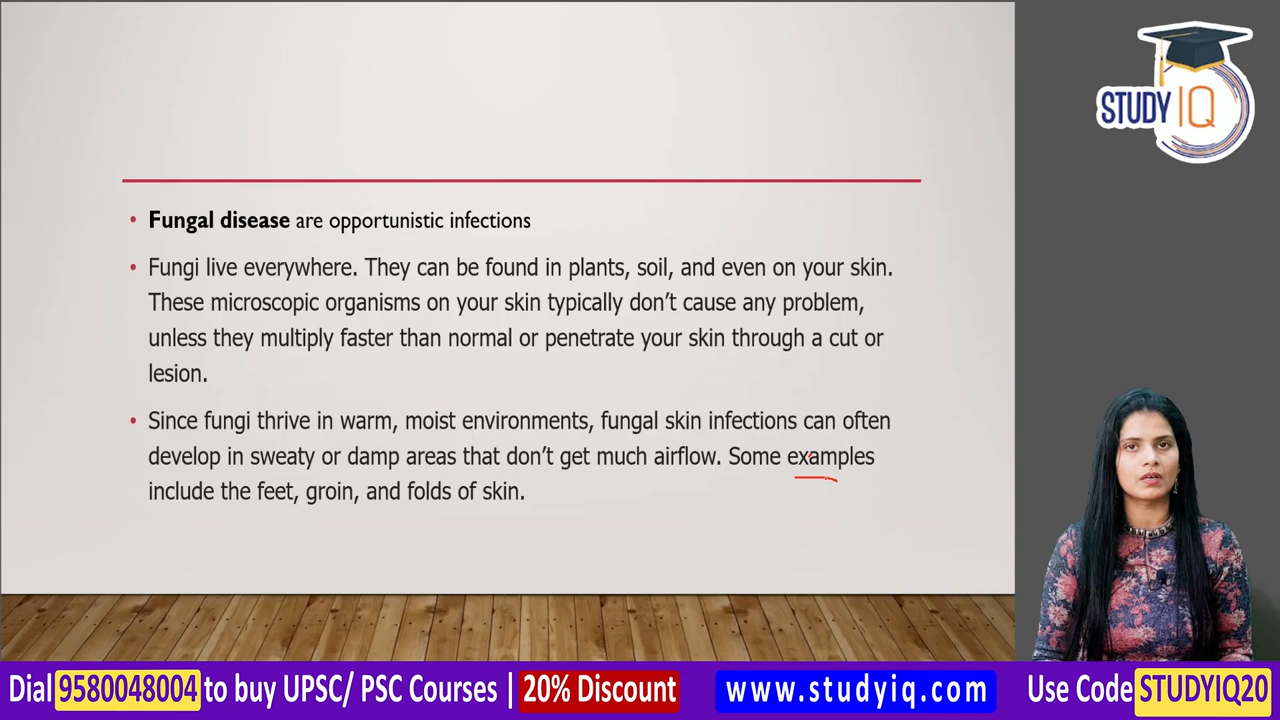 STUDY IQ
• Fungal disease are opportunistic infections
• Fungi live everywhere. They can be found in plants, soil, and even on your skin.
These microscopic organisms on your skin typically don't cause any problem,
unless they multiply faster than normal or penetrate your skin through a cut or
lesion.
• Since fungi thrive in warm, moist environments, fungal skin infections can often
develop in sweaty or damp areas that don't get much airflow. Some examples
include the feet, groin, and folds of skin.
Dial 9580048004 to buy UPSC/ PSC Courses | 20% Discount www.studyiq.com Use Code STUDYIQ20